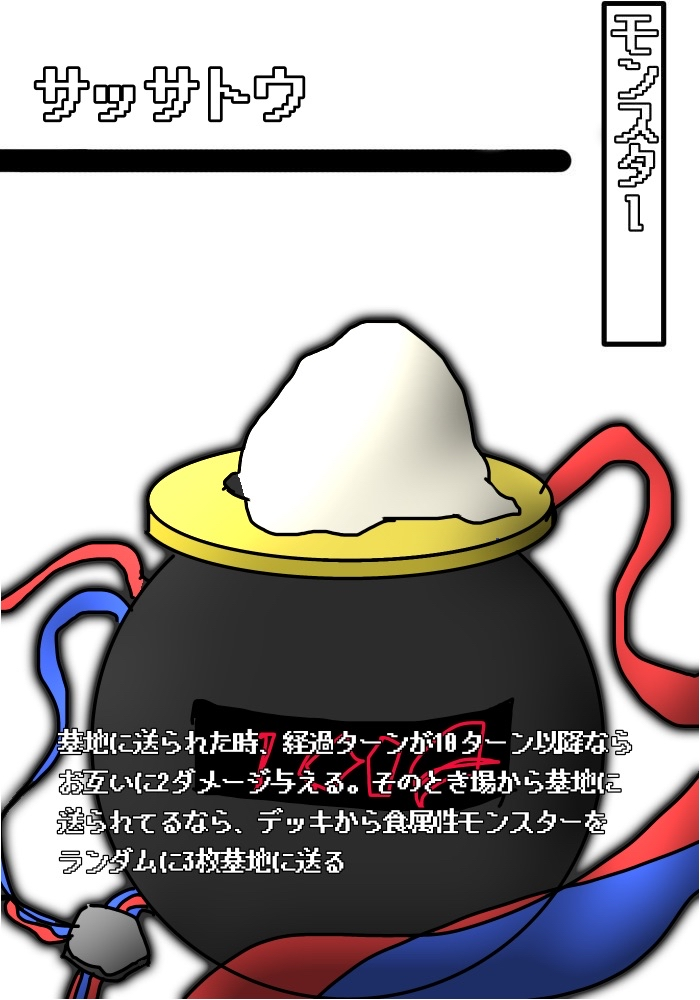 サッサトウ
モンスター
墓地に送られた時、経過ターンが10ターン以降なら
お互いに2ダメージ与える。そのとき場から墓地に
送られてるなら、デッキから食属性モンスターを
ランダムに3枚墓地に送る